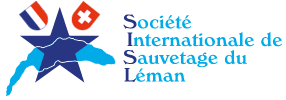 Société
Internationale de
Sauvetage du
Léman